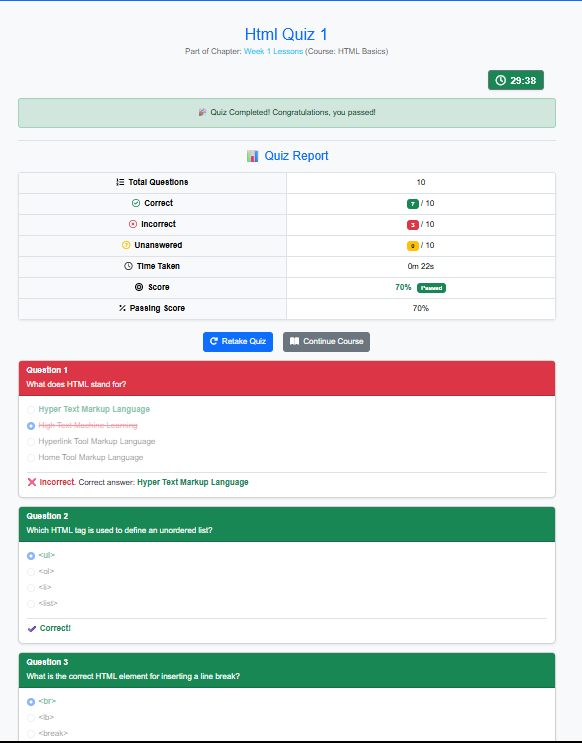 Html Quiz 1
Part of Chapter: Week 1 Lessons (Course: HTML Basics)
29:38
Quiz Completed! Congratulations, you passed!
Quiz Report
Total Questions 10
Correct 7 / 10
Incorrect 3 / 10
Unanswered 0 / 10
Time Taken 0m 22s
Score 70% Passed
Passing Score 70%
Retake Quiz Continue Course
Question 1
What does HTML stand for?
Hyper Text Markup Language
High Text Machine Learning
Hyperlink Tool Markup Language
Home Tool Markup Language
Incorrect. Correct answer: Hyper Text Markup Language
Question 2
Which HTML tag is used to define an unordered list?
<ul>
<ol>
<li>
<list>
Correct!
Question 3
What is the correct HTML element for inserting a line break?
<br>
<lb>
<break>